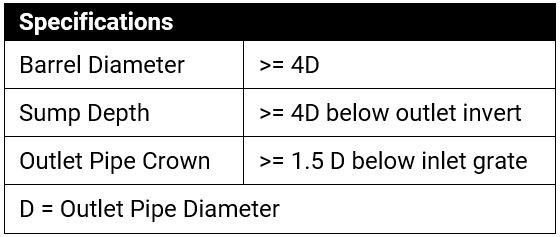 Specifications
Barrel Diameter >= 4D
Sump Depth >= 4D below outlet invert
Outlet Pipe Crown >= 1.5 D below inlet grate
D = Outlet Pipe Diameter